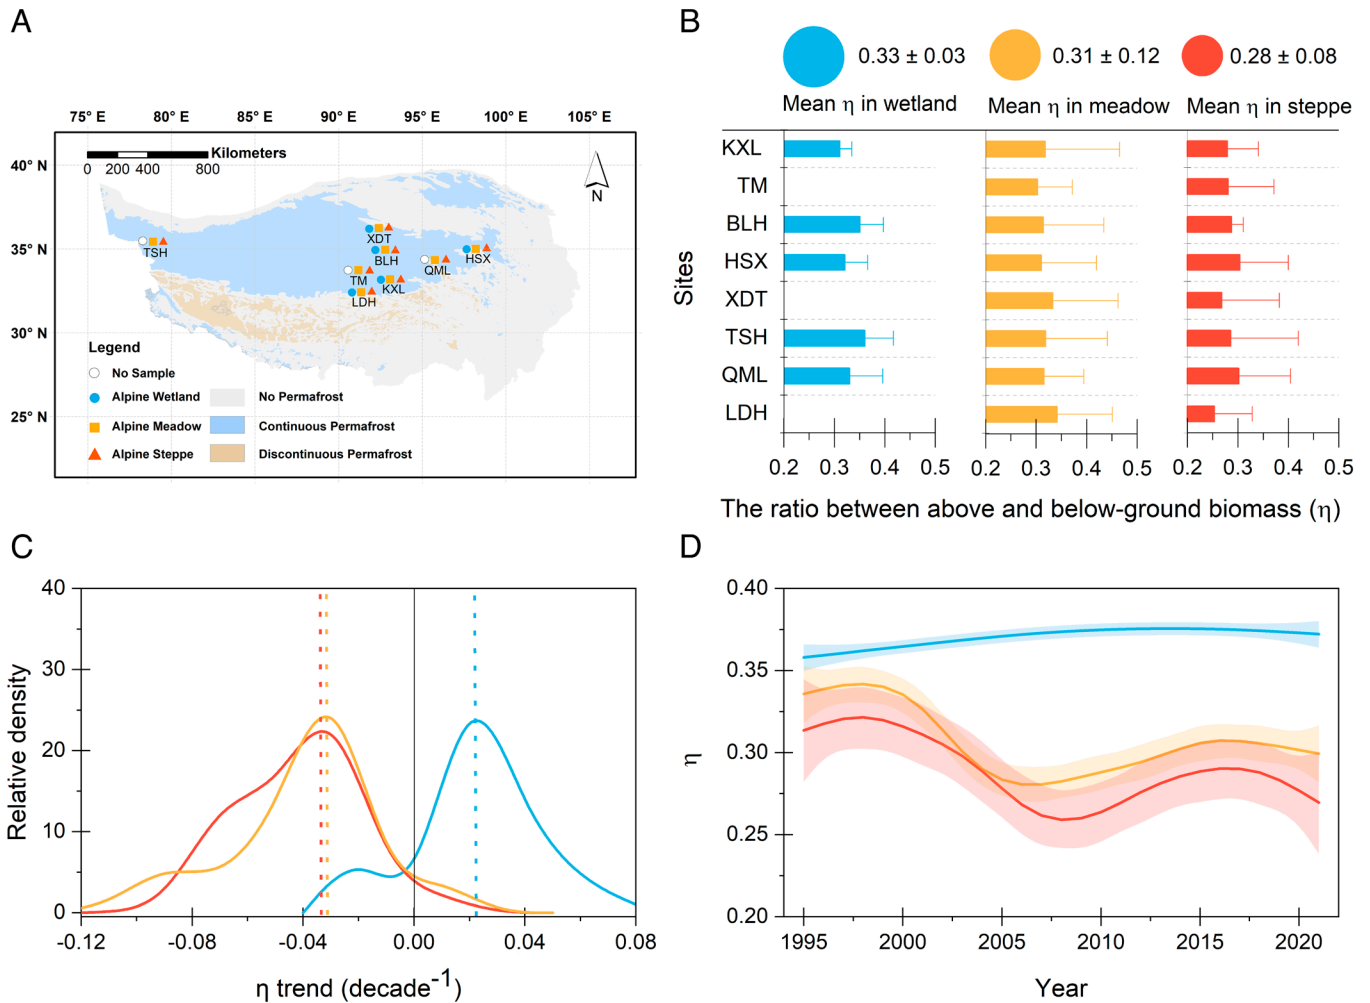 A
75° E 80° E 90° E 95° E 100° E 105° E
40° N
35° N
30° N
25° N
Kilometers
0 200 400 800
N
TSH
XDT
BLH
HSX
QML
TM
KXL
LDH
Legend
No Sample
Alpine Wetland
Alpine Meadow
Alpine Steppe
No Permafrost
Continuous Permafrost
Discontinuous Permafrost
B
0.33 ± 0.03 0.31 ± 0.12 0.28 ± 0.08
Mean η in wetland Mean η in meadow Mean η in steppe
Sites
KXL
TM
BLH
HSX
XDT
TSH
QML
LDH
0.2 0.3 0.4 0.5 0.2 0.3 0.4 0.5 0.2 0.3 0.4 0.5
The ratio between above and below-ground biomass (η)
C
Relative density
40
30
20
10
0
-0.12 -0.08 -0.04 0.00 0.04 0.08
η trend (decade-1)
D
η
0.40
0.35
0.30
0.25
0.20
1995 2000 2005 2010 2015 2020
Year